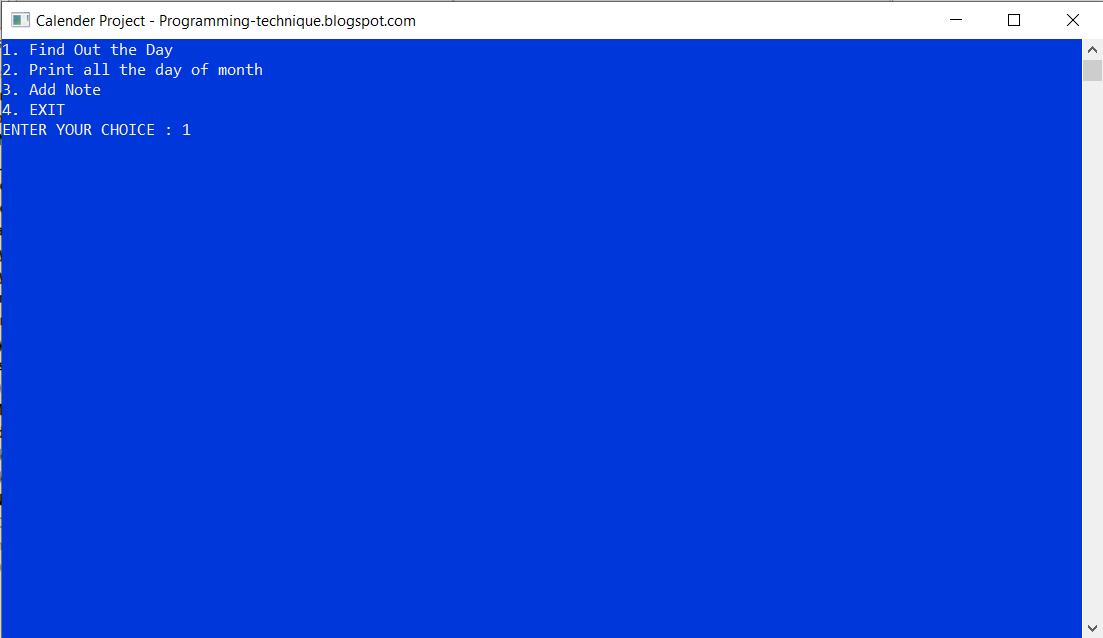 Calender Project - Programming-technique.blogspot.com
1. Find Out the Day
2. Print all the day of month
3. Add Note
4. EXIT
ENTER YOUR CHOICE : 1